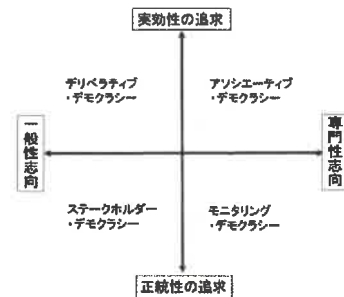 実効性の追求
デリベラティブ
・デモクラシー
アソシエーティブ
・デモクラシー
一般性志向
専門性志向
ステークホルダー
・デモクラシー
モニタリング
・デモクラシー
正統性の追求